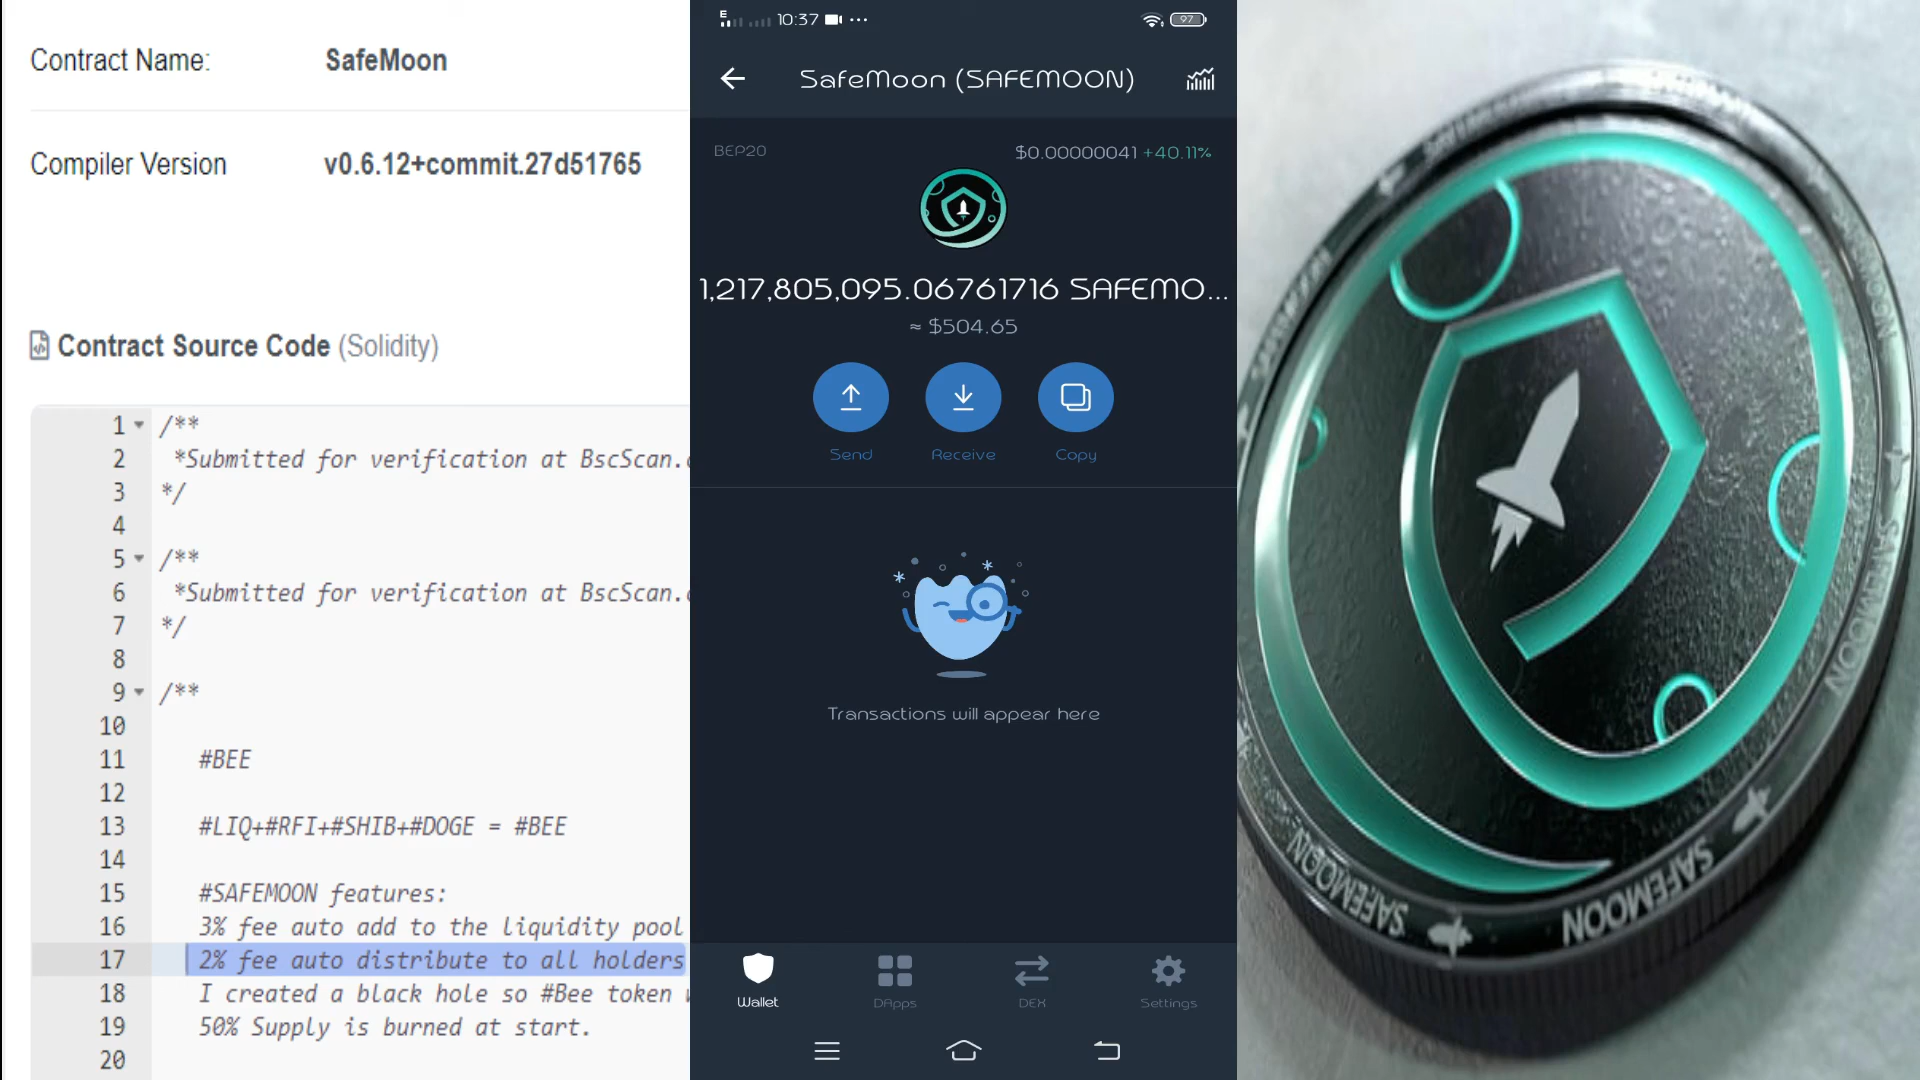 Contract Name: SafeMoon
Compiler Version v0.6.12+commit.27d51765
Contract Source Code (Solidity)
1 /**
2 *Submitted for verification at BscScan.
3 */
4
5 /**
6 *Submitted for verification at BscScan.
7 */
8
9 /**
10
11 #BEE
12
13 #LIQ+#RFI+#SHIB+#DOGE = #BEE
14
15 #SAFEMOON features:
16 3% fee auto add to the liquidity pool
17 2% fee auto distribute to all holders
18 I created a black hole so #Bee token
19 50% Supply is burned at start.
20
E 10:37 ... 97
SafeMoon (SAFEMOON)
BEP20 $0.00000041 +40.11%
1,217,805,095.06761716 SAFEMO...
≈ $504.65
Send Receive Copy
Transactions will appear here
Wallet DApps DEX Settings
SAFEMOON
SAFEMOON
SAFEMOON
SAFEMOON